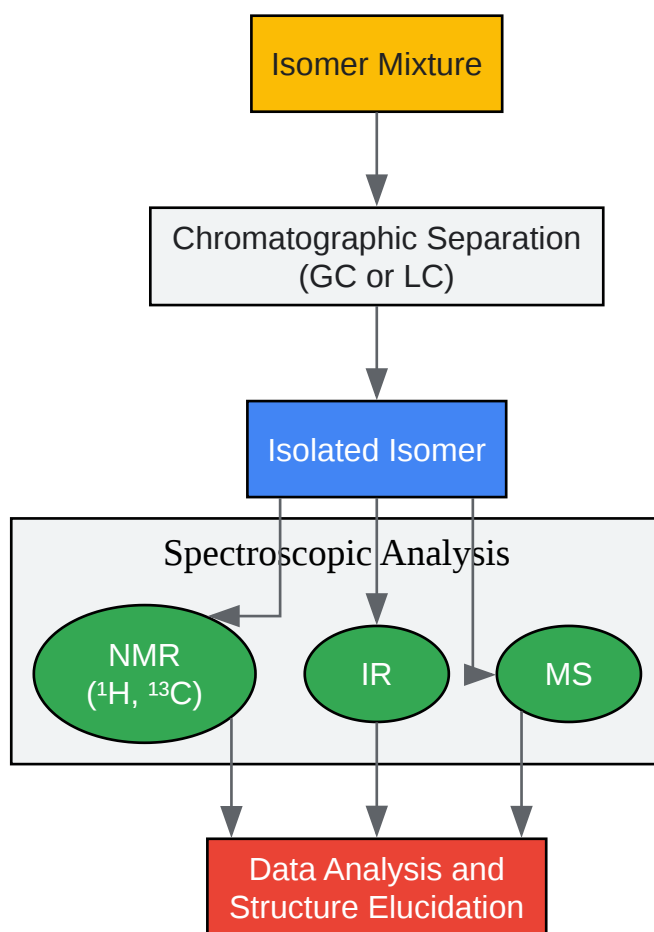 Isomer Mixture
Chromatographic Separation
(GC or LC)
Isolated Isomer
Spectroscopic Analysis
NMR
(¹H, ¹³C)
IR
MS
Data Analysis and
Structure Elucidation